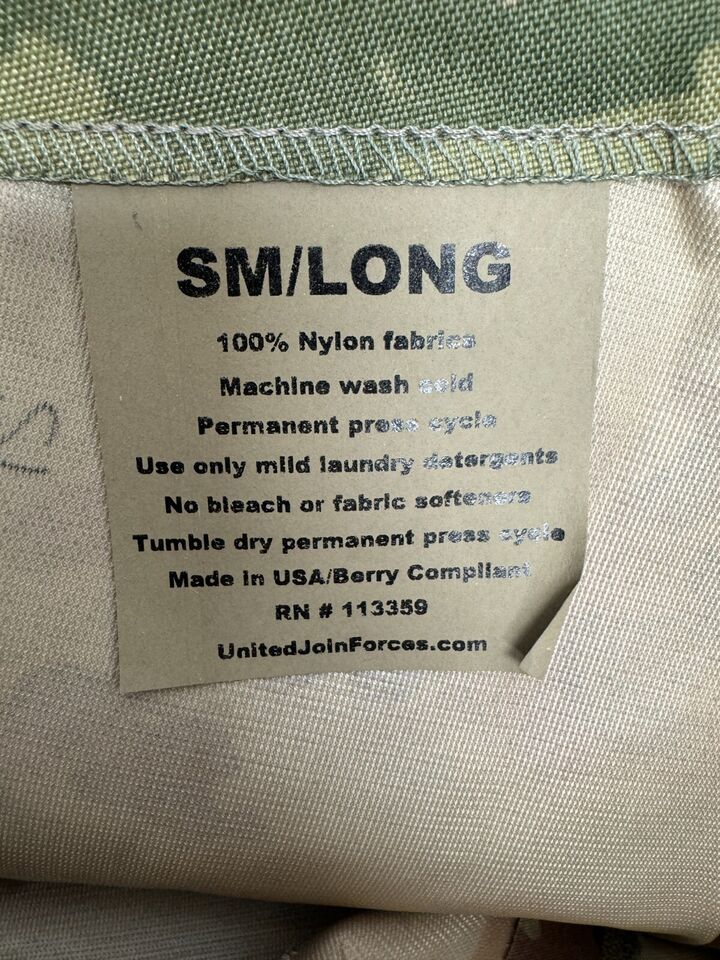 SM/LONG
100% Nylon fabrics
Machine wash cold
Permanent press cycle
Use only mild laundry detergents
No bleach or fabric softeners
Tumble dry permanent press cycle
Made in USA/Berry Compliant
RN # 113359
UnitedJoinForces.com